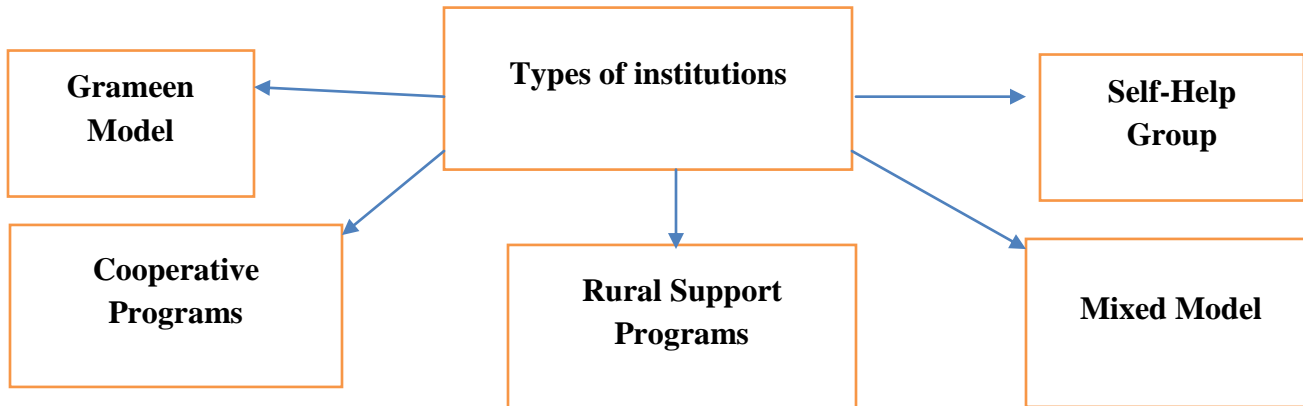 Types of institutions
Grameen
Model
Self-Help
Group
Cooperative
Programs
Rural Support
Programs
Mixed Model